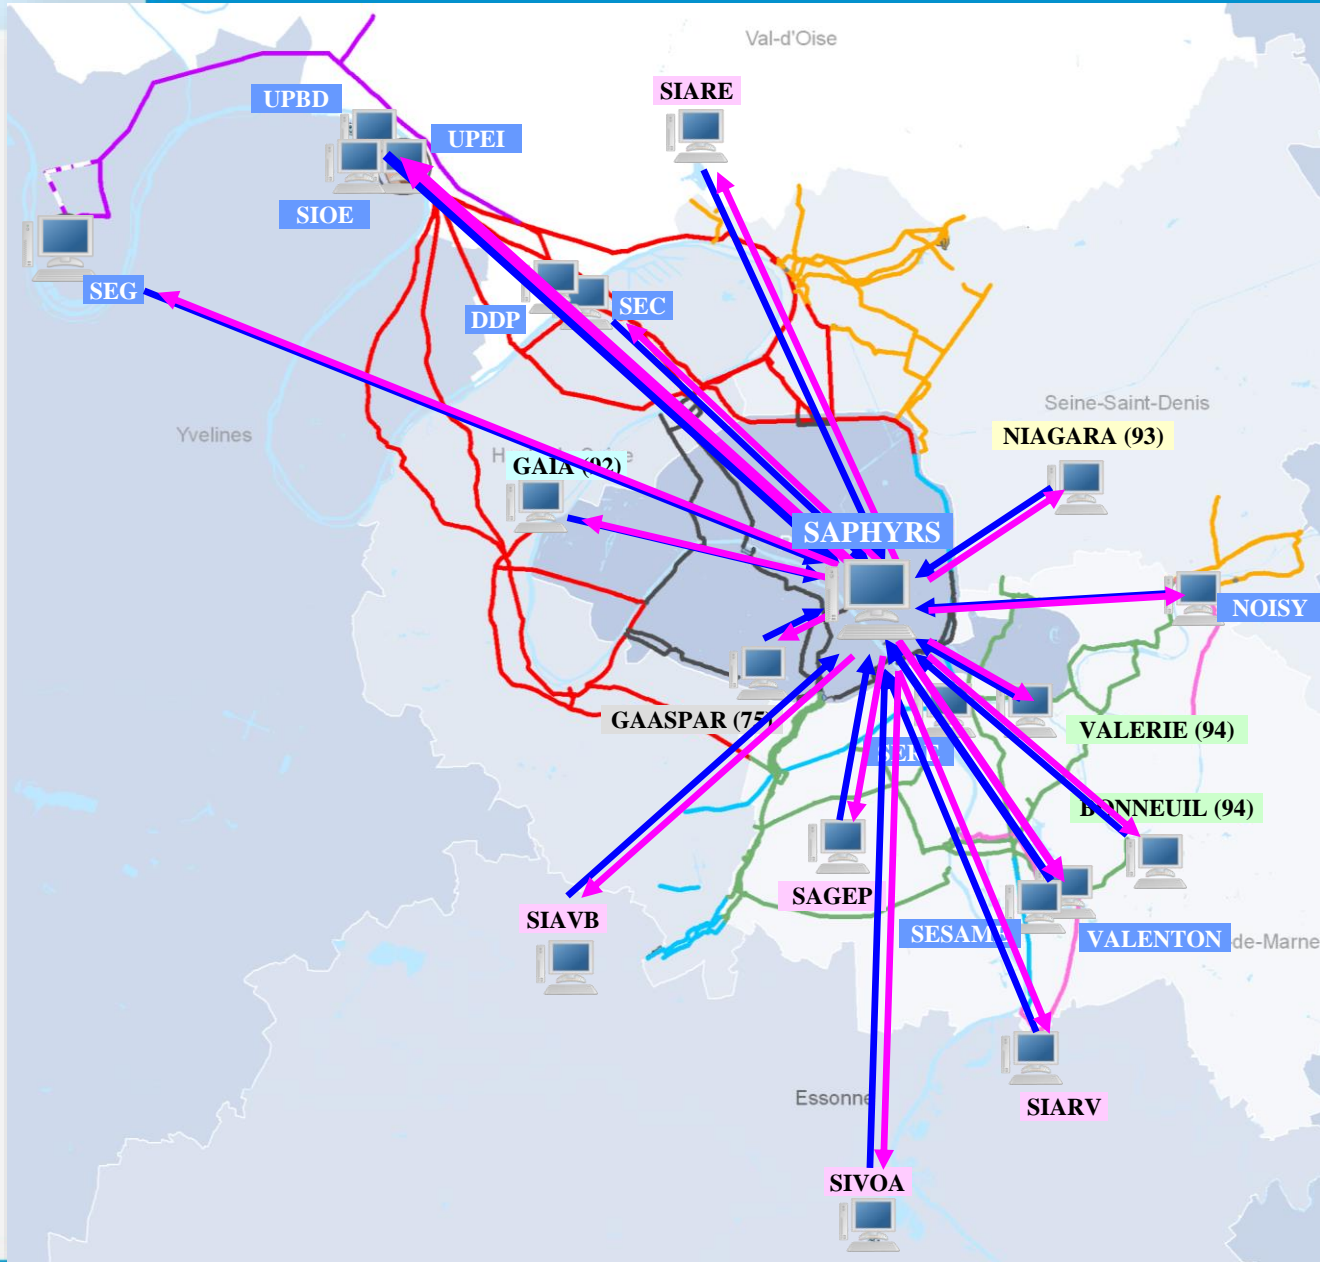 Val-d'Oise
SIARE
UPBD
UPEI
SIOE
SEG
SEC
DDP
Seine-Saint-Denis
NIAGARA (93)
Yvelines
GAIA (92)
SAPHYRS
NOISY
GAASPAR (75)
VALERIE (94)
BONNEUIL (94)
SAGEP
SIAVB
SESAME
VALENTON
de-Marne
Essonne
SIARV
SIVOA